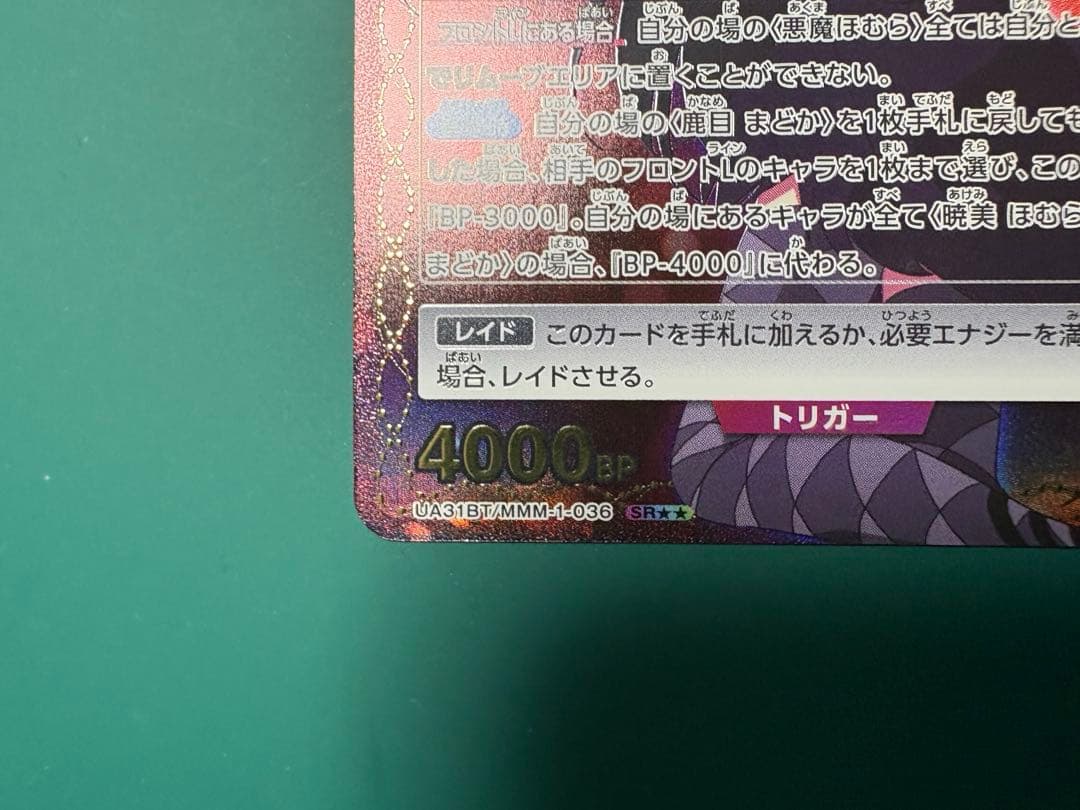 フロントLにある場合、自分の場の〈悪魔ほむら〉全ては自分と
でリムーブエリアに置くことができない。
自分の場の〈鹿目 まどか〉を1枚手札に戻しても
した場合、相手のフロントLのキャラを1枚まで選び、この
『BP-3000』。自分の場にあるキャラが全て〈暁美 ほむら
まどか〉の場合、『BP-4000』に代わる。
レイド このカードを手札に加えるか、必要エナジーを満
場合、レイドさせる。
トリガー
4000BP
UA31BT/MMM-1-036 SR★★